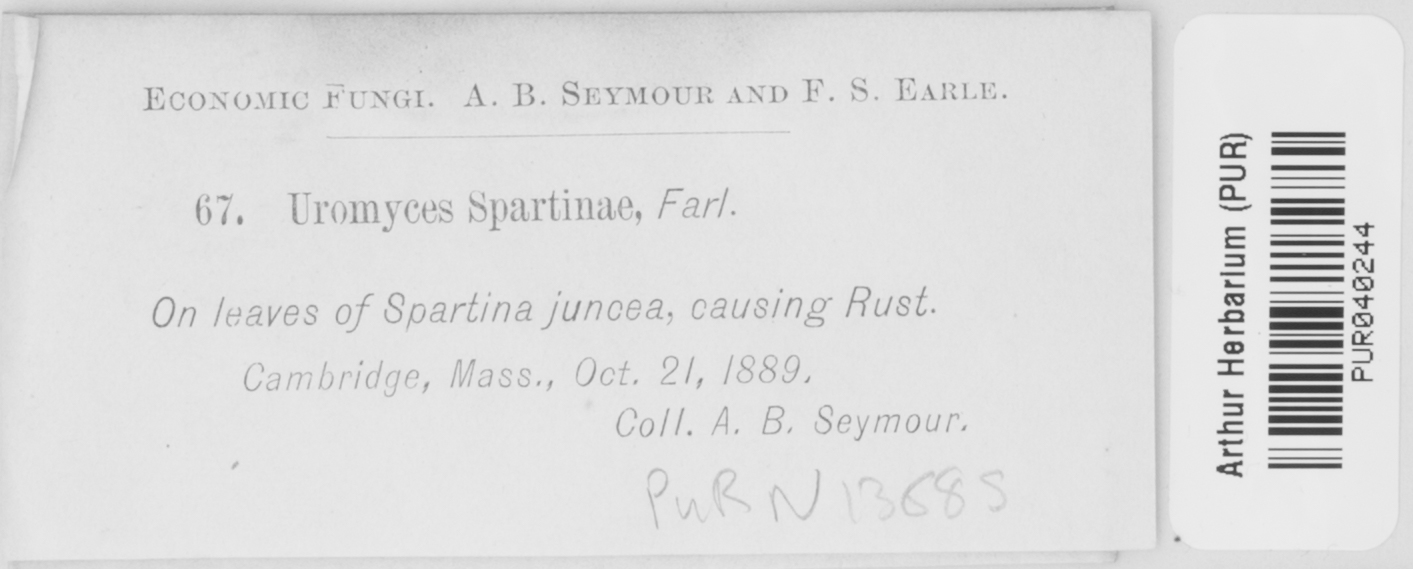 ECONOMIC FUNGI. A. B. SEYMOUR AND F. S. EARLE.
67. Uromyces Spartinae, Farl.
On leaves of Spartina juncea, causing Rust.
Cambridge, Mass., Oct. 21, 1889.
Coll. A. B. Seymour.
PuR N 13685
Arthur Herbarium (PUR)
PUR040244